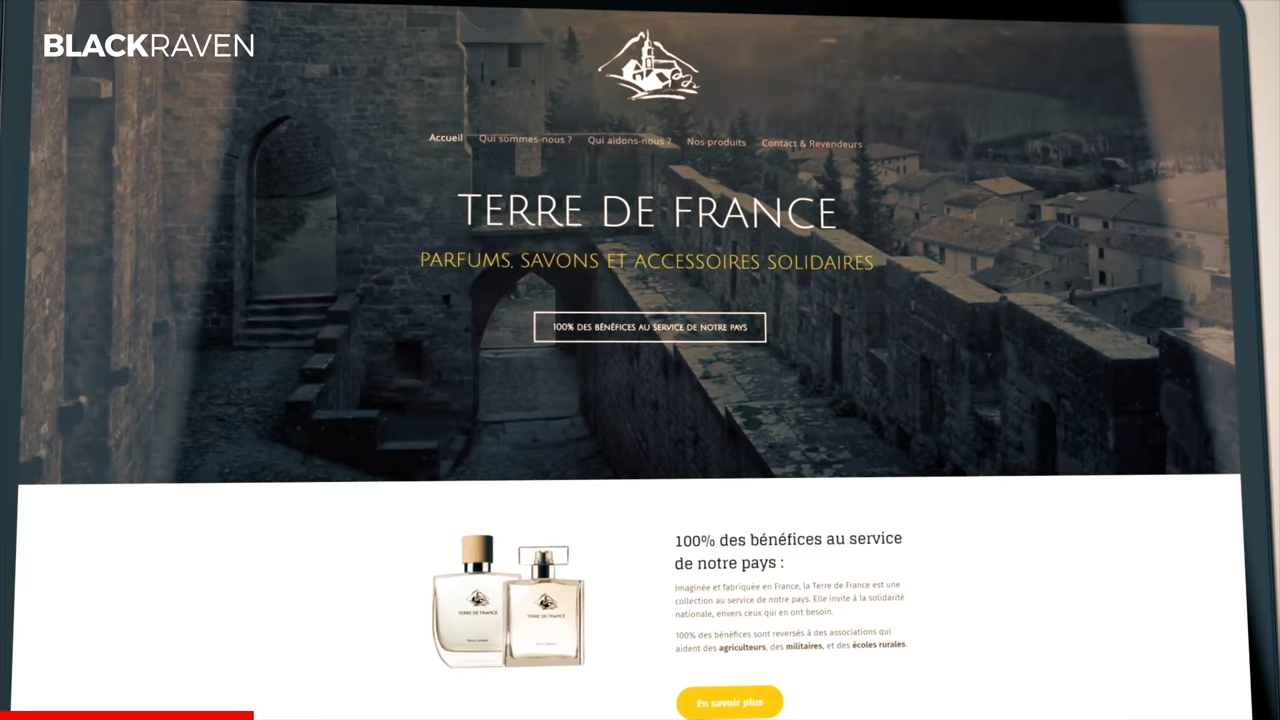 BLACKRAVEN
Accueil Qui sommes-nous ? Qui aidons-nous ? Nos produits Contact & Revendeurs
TERRE DE FRANCE
PARFUMS, SAVONS ET ACCESSOIRES SOLIDAIRES
100% DES BÉNÉFICES AU SERVICE DE NOTRE PAYS
TERRE DE FRANCE
TERRE DE FRANCE
100% des bénéfices au service
de notre pays :
Imaginée et fabriquée en France, la Terre de France est une
collection au service de notre pays. Elle invite à la solidarité
nationale, envers ceux qui en ont besoin.
100% des bénéfices sont reversés à des associations qui
aident des agriculteurs, des militaires, et des écoles rurales.
En savoir plus